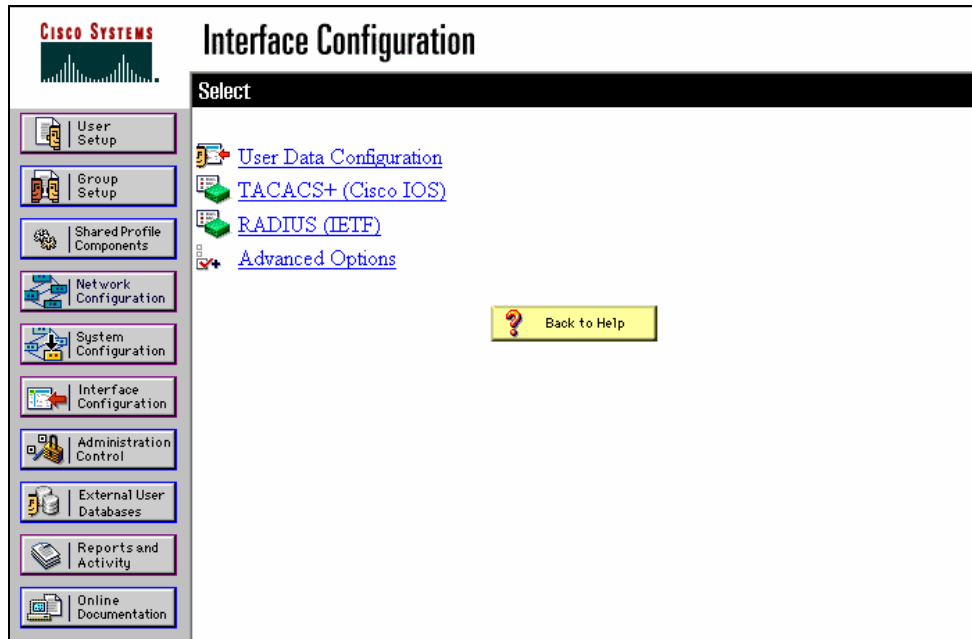 CISCO SYSTEMS
Interface Configuration
Select
User
Setup
Group
Setup
Shared Profile
Components
Network
Configuration
System
Configuration
Interface
Configuration
Administration
Control
External User
Databases
Reports and
Activity
Online
Documentation
User Data Configuration
TACACS+ (Cisco IOS)
RADIUS (IETF)
Advanced Options
? Back to Help